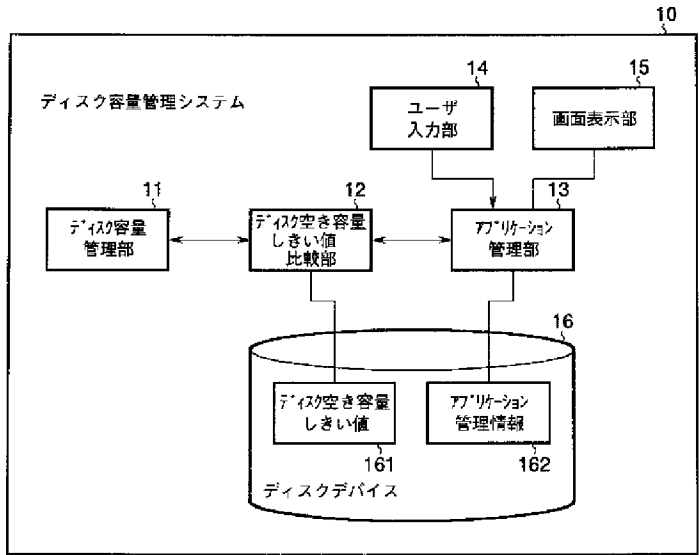 10
ディスク容量管理システム
14
ユーザ
入力部
15
画面表示部
11
ディスク容量
管理部
12
ディスク空き容量
しきい値
比較部
13
アプリケーション
管理部
16
ディスク空き容量
しきい値
161
アプリケーション
管理情報
162
ディスクデバイス